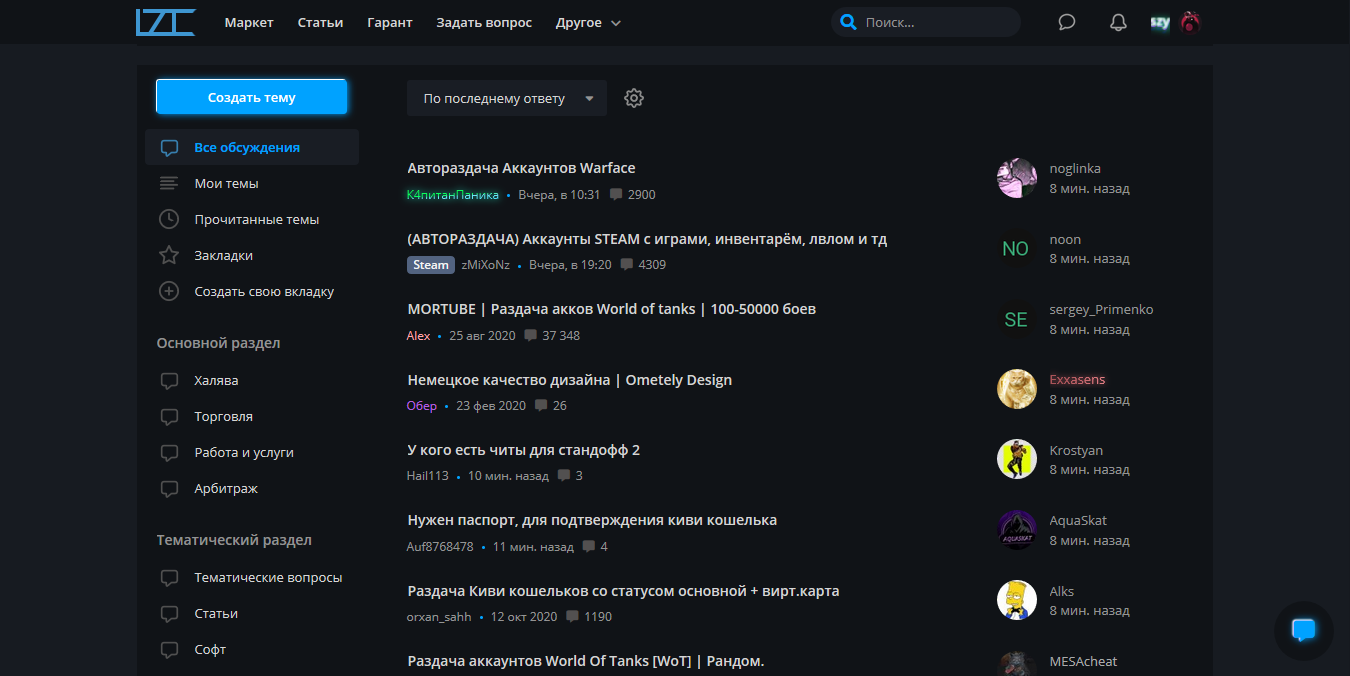 LZT Маркет Статьи Гарант Задать вопрос Другое Поиск... szy
Создать тему
Все обсуждения
Мои темы
Прочитанные темы
Закладки
Создать свою вкладку
Основной раздел
Халява
Торговля
Работа и услуги
Арбитраж
Тематический раздел
Тематические вопросы
Статьи
Софт
По последнему ответу
Автораздача Аккаунтов Warface
К4питанПаника • Вчера, в 10:31 2900
noglinka
8 мин. назад
(АВТОРАЗДАЧА) Аккаунты STEAM с играми, инвентарём, лвлом и тд
Steam zMiXoNz • Вчера, в 19:20 4309
NO
noon
8 мин. назад
MORTUBE | Раздача акков World of tanks | 100-50000 боев
Alex • 25 авг 2020 37 348
SE
sergey_Primenko
8 мин. назад
Немецкое качество дизайна | Ometely Design
Обер • 23 фев 2020 26
Exxasens
8 мин. назад
У кого есть читы для стандофф 2
Hail113 • 10 мин. назад 3
Krostyan
8 мин. назад
Нужен паспорт, для подтверждения киви кошелька
Auf8768478 • 11 мин. назад 4
AQUASKAT
AquaSkat
8 мин. назад
Раздача Киви кошельков со статусом основной + вирт.карта
orxan_sahh • 12 окт 2020 1190
Alks
8 мин. назад
Раздача аккаунтов World Of Tanks [WoT] | Рандом.
MESAcheat